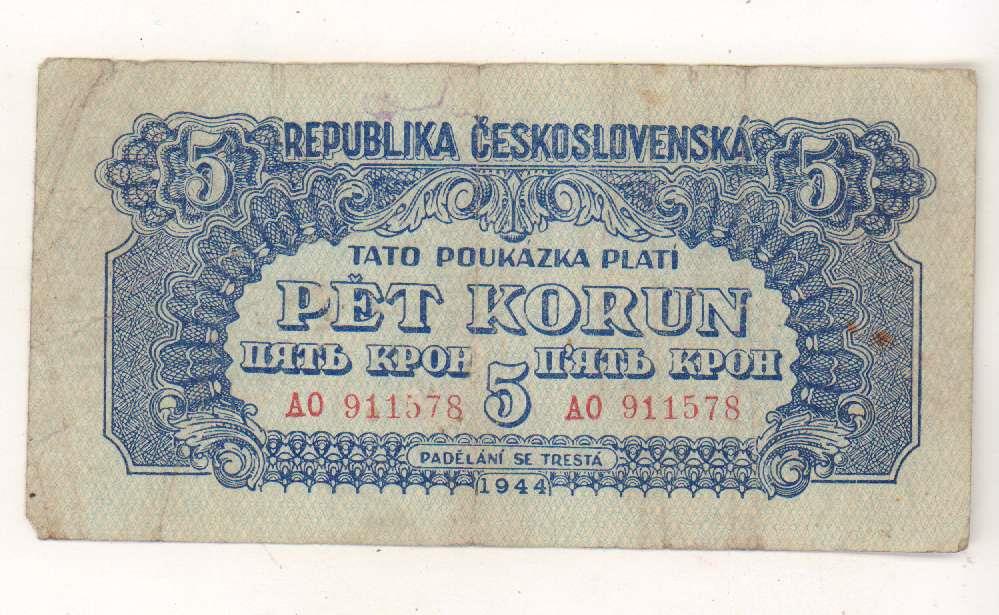 5 REPUBLIKA ČESKOSLOVENSKÁ 5
TATO POUKÁZKA PLATÍ
PĚT KORUN
ПЯТЬ КРОН П'ЯТЬ КРОН
АО 911578 5 АО 911578
PADĚLÁNÍ SE TRESTÁ
1944